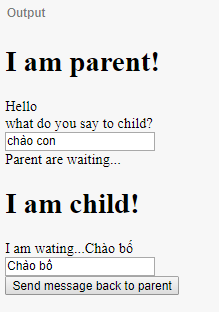 Output
I am parent!
Hello
what do you say to child?
chào con
Parent are waiting...
I am child!
I am wating...Chào bố
Chào bố
Send message back to parent